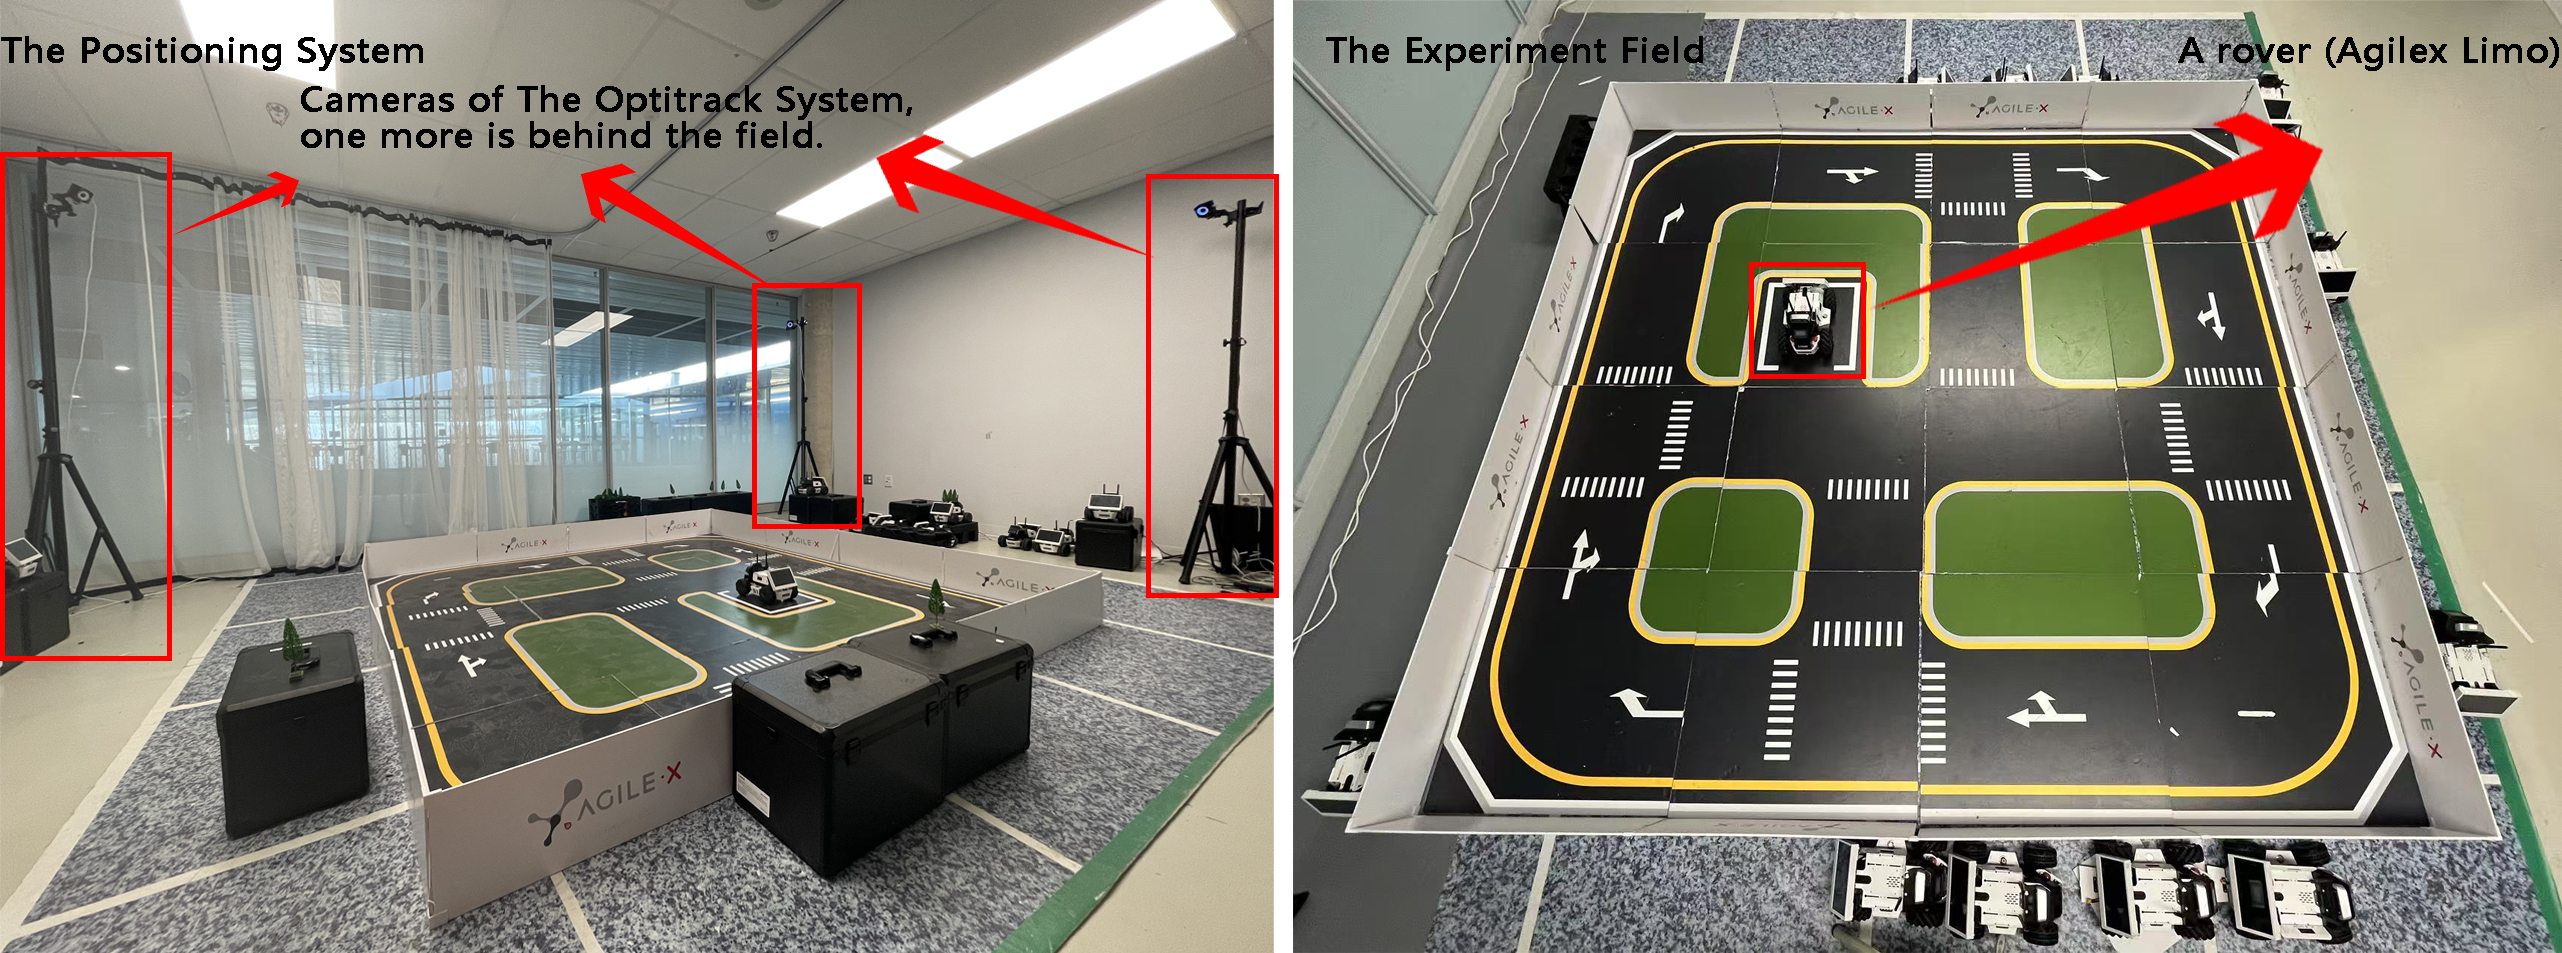 The Positioning System
Cameras of The Optitrack System,
one more is behind the field.
AGILE·X
AGILE·X
AGILE·X
AGILE·X
AGILE·X
The Experiment Field
A rover (Agilex Limo)
AGILE·X
AGILE·X
AGILE·X
AGILE·X
AGILE·X
AGILE·X
AGILE·X